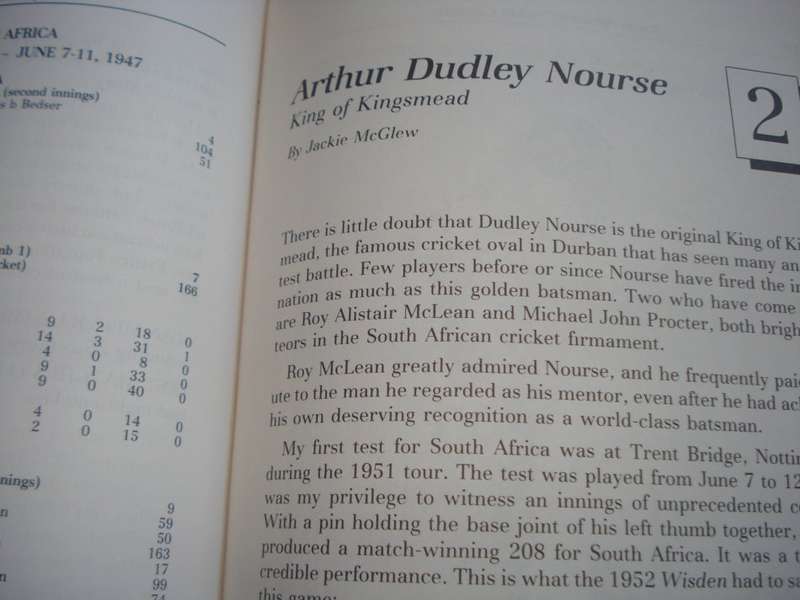 AFRICA
– JUNE 7-11, 1947
(second innings)
s b Bedser
4
104
51
nb 1)
cket)
7
166
9 2 18 0
14 3 31 1
4 0 8 0
9 1 33 0
9 0 40 0
4 0 14 0
2 0 15 0
nings)
n 9
59
n 50
163
17
n 99
74
Arthur Dudley Nourse
King of Kingsmead
By Jackie McGlew
2
There is little doubt that Dudley Nourse is the original King of Ki
mead, the famous cricket oval in Durban that has seen many an
test battle. Few players before or since Nourse have fired the i
nation as much as this golden batsman. Two who have come
are Roy Alistair McLean and Michael John Procter, both brigh
teors in the South African cricket firmament.
Roy McLean greatly admired Nourse, and he frequently paid
ute to the man he regarded as his mentor, even after he had ac
his own deserving recognition as a world-class batsman.
My first test for South Africa was at Trent Bridge, Notti
during the 1951 tour. The test was played from June 7 to 12
was my privilege to witness an innings of unprecedented c
With a pin holding the base joint of his left thumb together,
produced a match-winning 208 for South Africa. It was a t
credible performance. This is what the 1952 Wisden had to sa
this game: